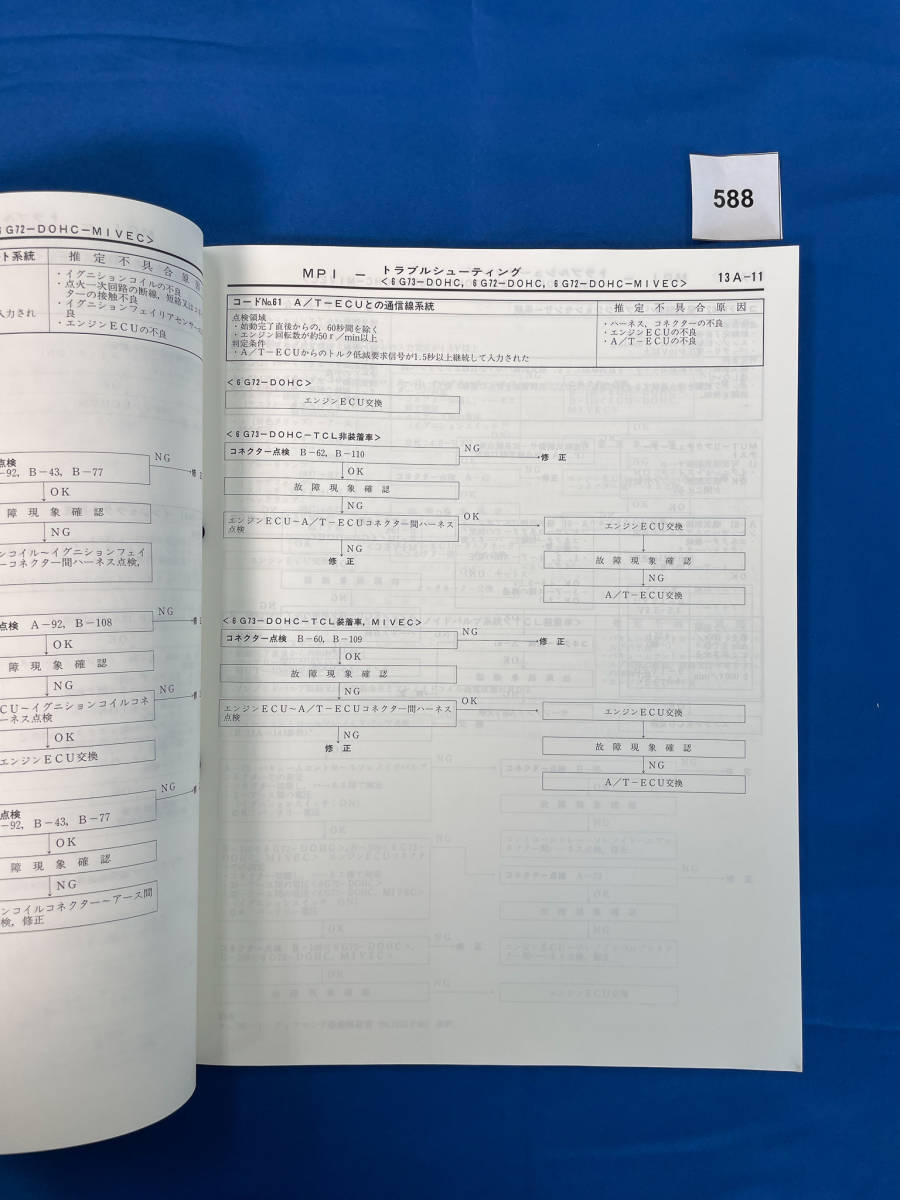 588
6G72-DOHC-MIVEC>
ト系統
推定不具合原
・イグニションコイルの不良
・点火一次回路の断線，短絡又は
ターの接触不良
・イグニションフェイリアセンサー
良
・エンジンECUの不良
入力され
点検
-92，B-43，B-77
NG
OK
障現象確認
NG
ンコイル～イグニションフェイ
ーコネクター間ハーネス点検，
NG
点検 A-92，B-108
OK
障現象確認
NG
CU～イグニションコイルコネ
ーネス点検
NG
OK
エンジンECU交換
点検
-92，B-43，B-77
NG
OK
障現象確認
NG
ンコイルコネクター～アース間
検，修正
MPI － トラブルシューティング
<6G73-DOHC，6G72-DOHC，6G72-DOHC-MIVEC>
13A-11
コードNo.61 A／T-ECUとの通信線系統
推定不具合原因
点検領域
・始動完了直後からの，60秒間を除く
・エンジン回転数が約50r／min以上
判定条件
・A／T-ECUからのトルク低減要求信号が1.5秒以上継続して入力された
・ハーネス，コネクターの不良
・エンジンECUの不良
・A／T-ECUの不良
<6G72-DOHC>
エンジンECU交換
<6G73-DOHC-TCL非装着車>
コネクター点検 B-62，B-110
NG
修正
OK
故障現象確認
NG
エンジンECU～A／T-ECUコネクター間ハーネス
点検
OK
エンジンECU交換
NG
修正
故障現象確認
NG
A／T-ECU交換
<6G73-DOHC-TCL装着車，MIVEC>
コネクター点検 B-60，B-109
NG
修正
OK
故障現象確認
NG
エンジンECU～A／T-ECUコネクター間ハーネス
点検
OK
エンジンECU交換
NG
修正
故障現象確認
NG
A／T-ECU交換